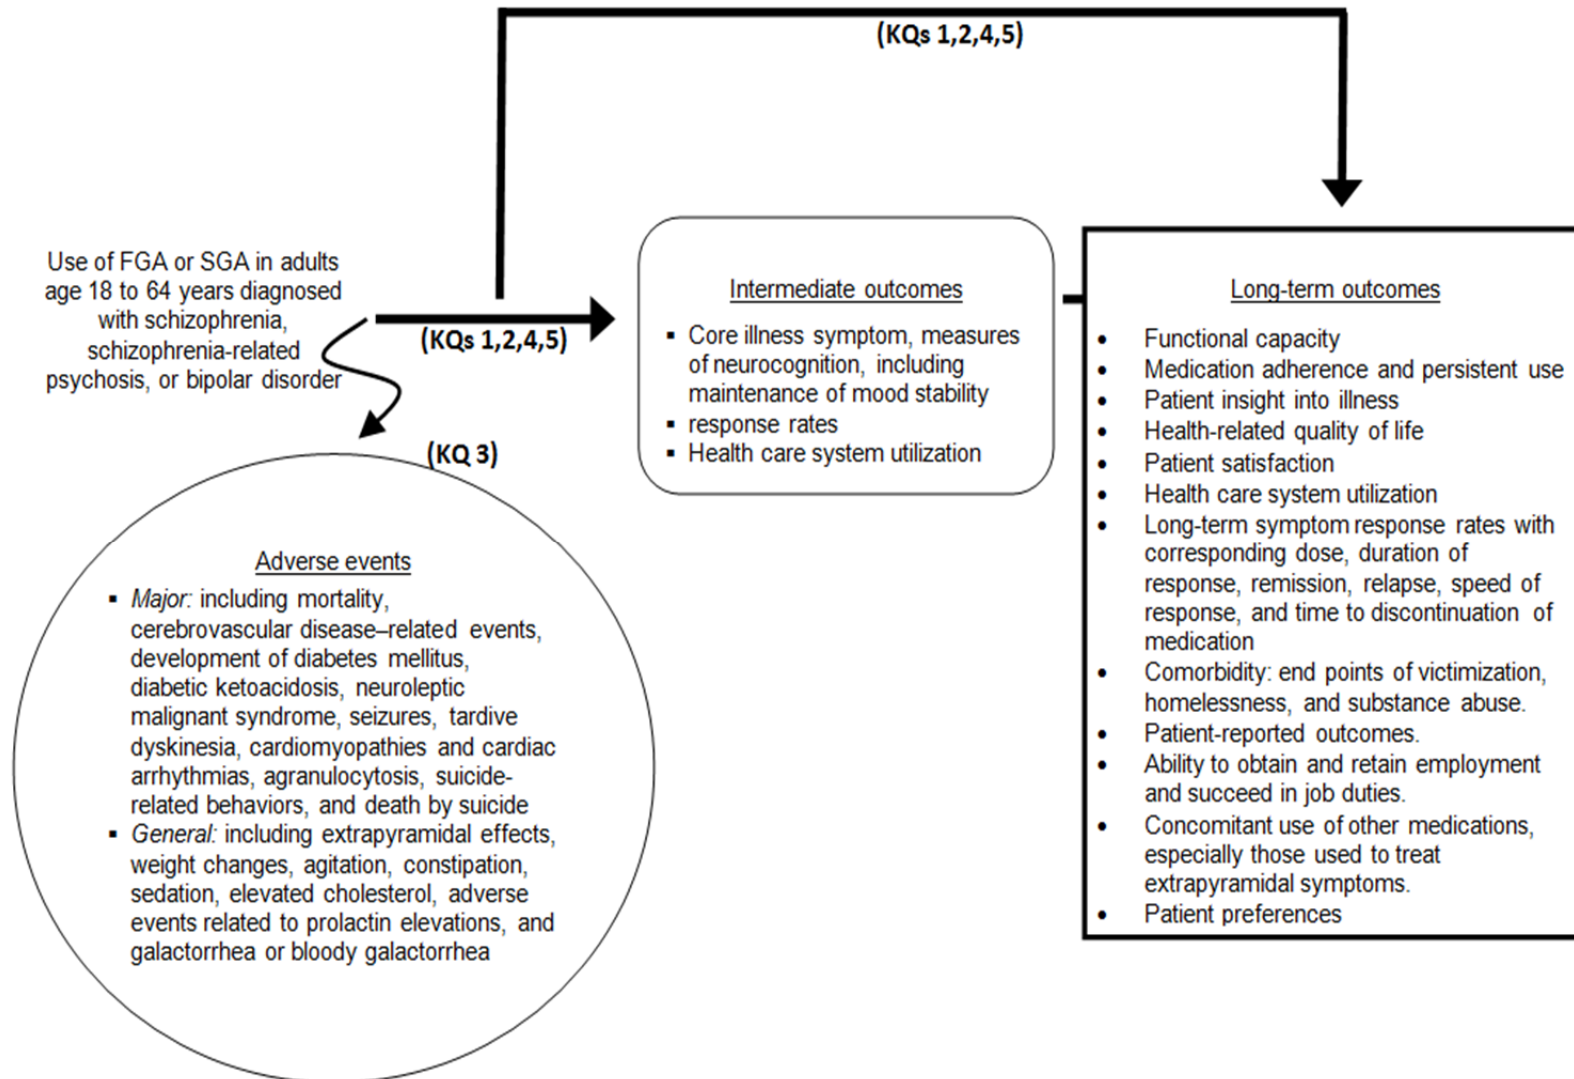 (KQs 1,2,4,5)
Use of FGA or SGA in adults
age 18 to 64 years diagnosed
with schizophrenia,
schizophrenia-related
psychosis, or bipolar disorder
(KQs 1,2,4,5)
(KQ 3)
Intermediate outcomes
▪ Core illness symptom, measures
of neurocognition, including
maintenance of mood stability
▪ response rates
▪ Health care system utilization
Long-term outcomes
• Functional capacity
• Medication adherence and persistent use
• Patient insight into illness
• Health-related quality of life
• Patient satisfaction
• Health care system utilization
• Long-term symptom response rates with
corresponding dose, duration of
response, remission, relapse, speed of
response, and time to discontinuation of
medication
• Comorbidity: end points of victimization,
homelessness, and substance abuse.
• Patient-reported outcomes.
• Ability to obtain and retain employment
and succeed in job duties.
• Concomitant use of other medications,
especially those used to treat
extrapyramidal symptoms.
• Patient preferences
Adverse events
▪ Major: including mortality,
cerebrovascular disease–related events,
development of diabetes mellitus,
diabetic ketoacidosis, neuroleptic
malignant syndrome, seizures, tardive
dyskinesia, cardiomyopathies and cardiac
arrhythmias, agranulocytosis, suicide-
related behaviors, and death by suicide
▪ General: including extrapyramidal effects,
weight changes, agitation, constipation,
sedation, elevated cholesterol, adverse
events related to prolactin elevations, and
galactorrhea or bloody galactorrhea